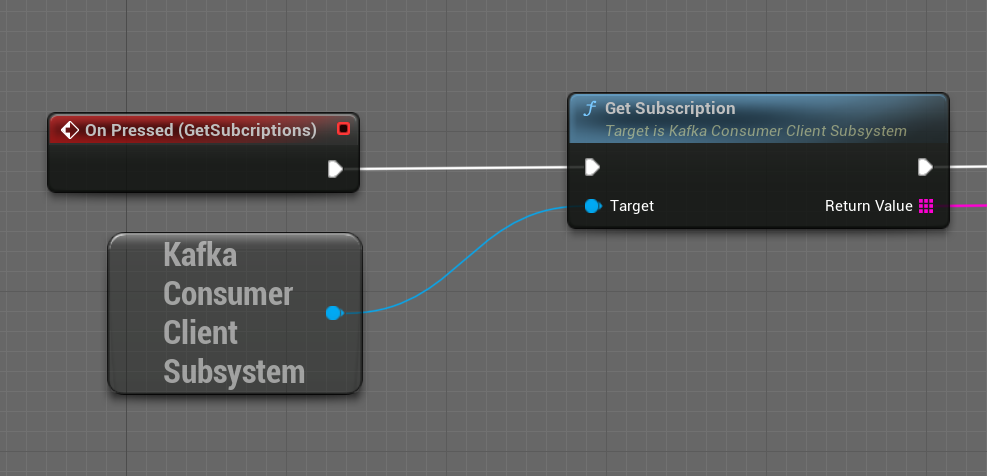 On Pressed (GetSubcriptions)
Get Subscription
Target is Kafka Consumer Client Subsystem
Target
Return Value
Kafka
Consumer
Client
Subsystem